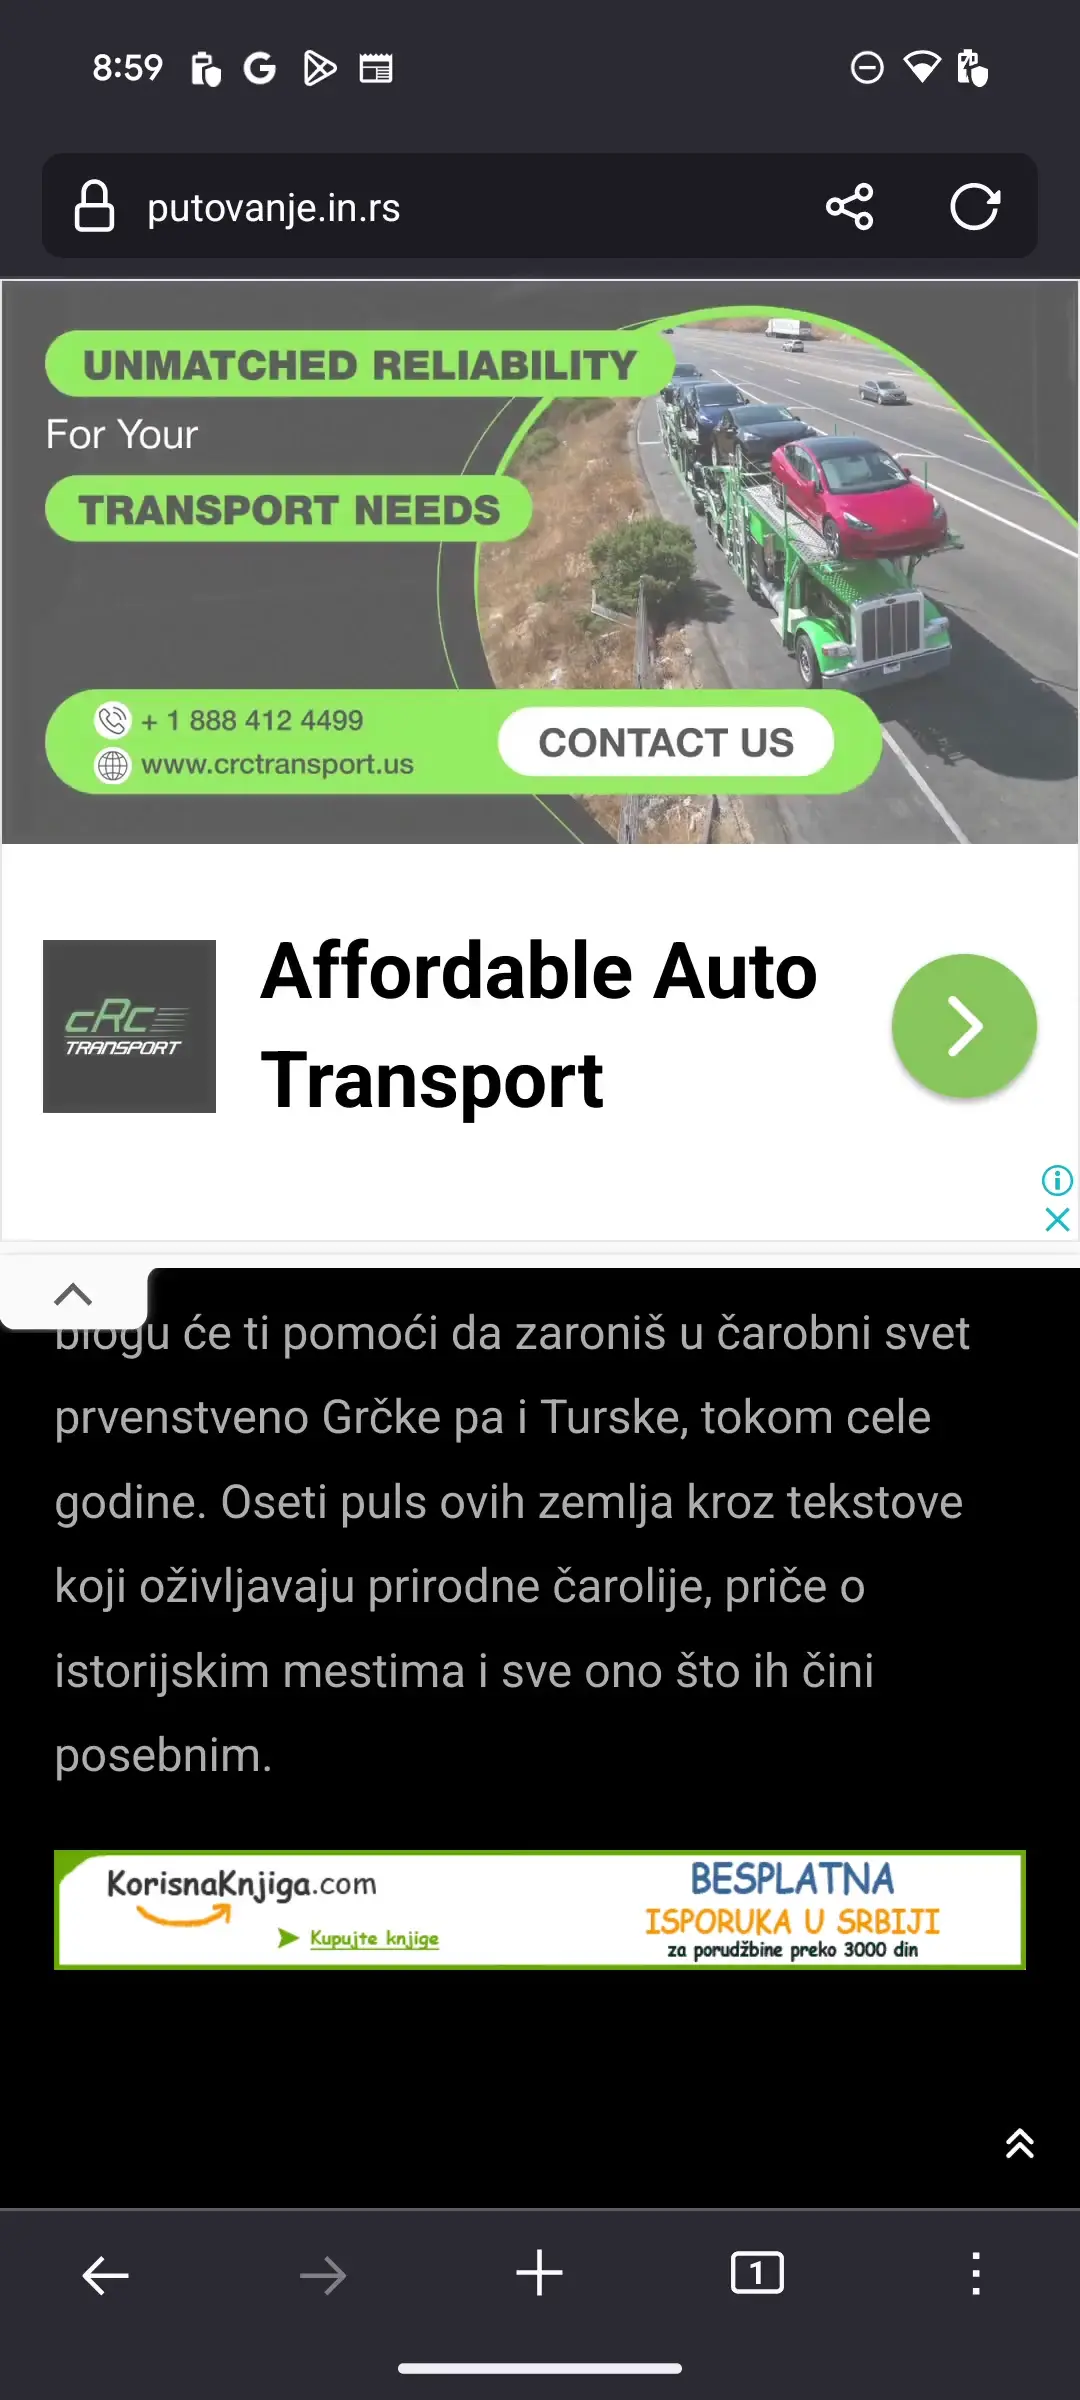 8:59
putovanje.in.rs
UNMATCHED RELIABILITY
For Your
TRANSPORT NEEDS
+ 1 888 412 4499
www.crctransport.us
CONTACT US
CRC
TRANSPORT
Affordable Auto
Transport
blogu će ti pomoći da zaroniš u čarobni svet
prvenstveno Grčke pa i Turske, tokom cele
godine. Oseti puls ovih zemlja kroz tekstove
koji oživljavaju prirodne čarolije, priče o
istorijskim mestima i sve ono što ih čini
posebnim.
KorisnaKnjiga.com
Kupujte knjige
BESPLATNA
ISPORUKA U SRBIJI
za porudžbine preko 3000 din
1